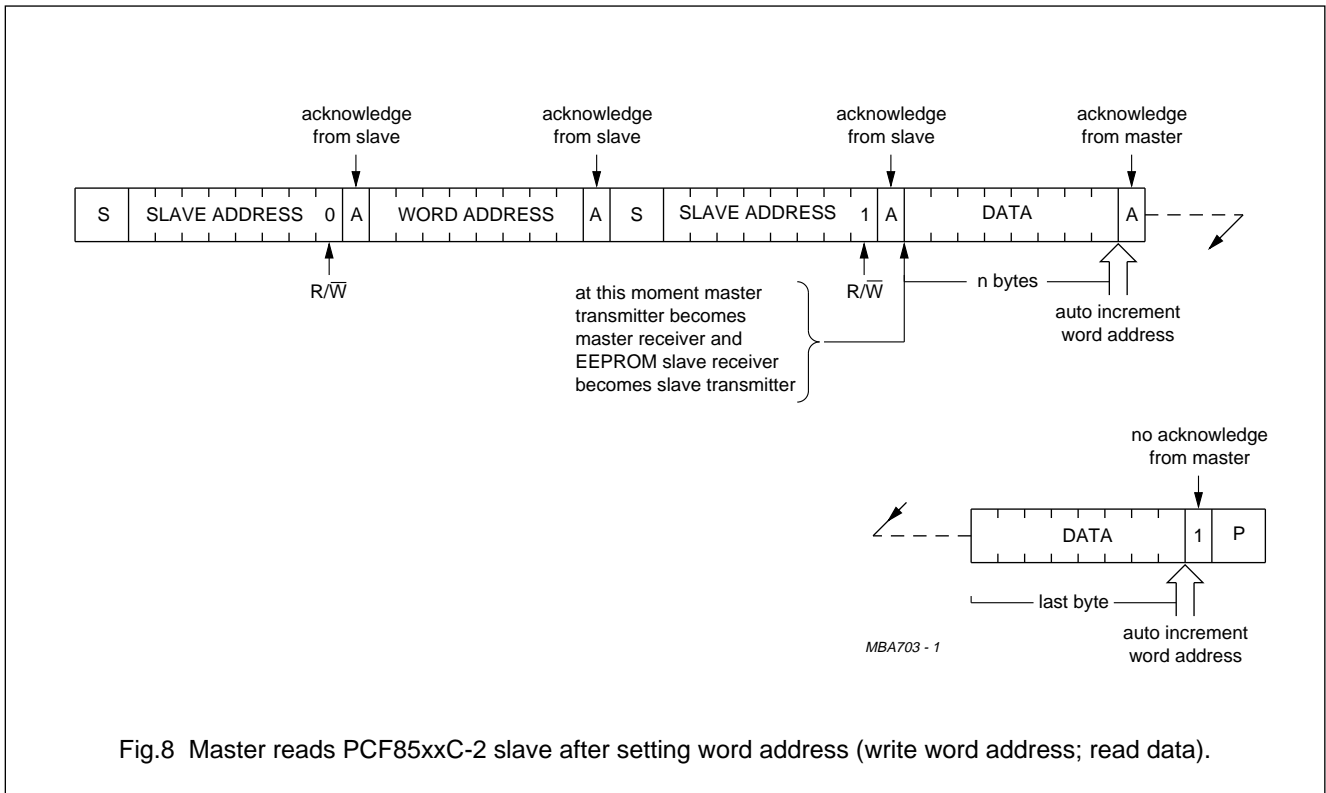 acknowledge
from slave
acknowledge
from slave
acknowledge
from slave
acknowledge
from master
S SLAVE ADDRESS 0 A WORD ADDRESS A S SLAVE ADDRESS 1 A DATA A
R/W̅
at this moment master
transmitter becomes
master receiver and
EEPROM slave receiver
becomes slave transmitter
R/W̅
n bytes
auto increment
word address
no acknowledge
from master
DATA 1 P
last byte
auto increment
word address
MBA703 - 1
Fig.8 Master reads PCF85xxC-2 slave after setting word address (write word address; read data).